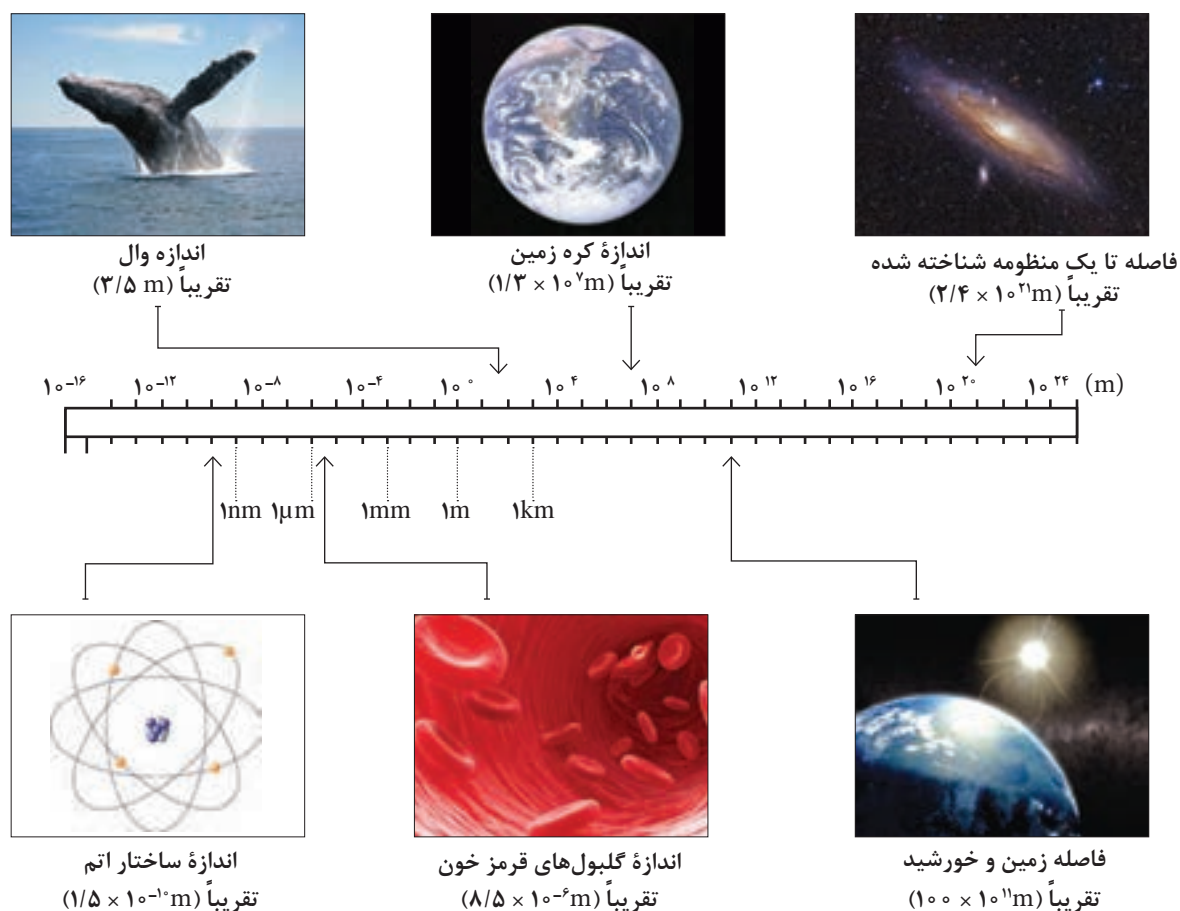 اندازه وال
تقریباً (۳/۵ m)
اندازهٔ کره زمین
تقریباً (۱/۳ × ۱۰⁷m)
فاصله تا یک منظومه شناخته شده
تقریباً (۲/۴ × ۱۰²¹m)
۱۰⁻¹⁶ ۱۰⁻¹² ۱۰⁻⁸ ۱۰⁻⁴ ۱۰⁰ ۱۰⁴ ۱۰⁸ ۱۰¹² ۱۰¹⁶ ۱۰²⁰ ۱۰²⁴ (m)
۱nm ۱μm ۱mm ۱m ۱km
اندازهٔ ساختار اتم
تقریباً (۱/۵ × ۱۰⁻¹⁰m)
اندازهٔ گلبول‌های قرمز خون
تقریباً (۸/۵ × ۱۰⁻⁶m)
فاصله زمین و خورشید
تقریباً (۱۰۰ × ۱۰¹¹m)